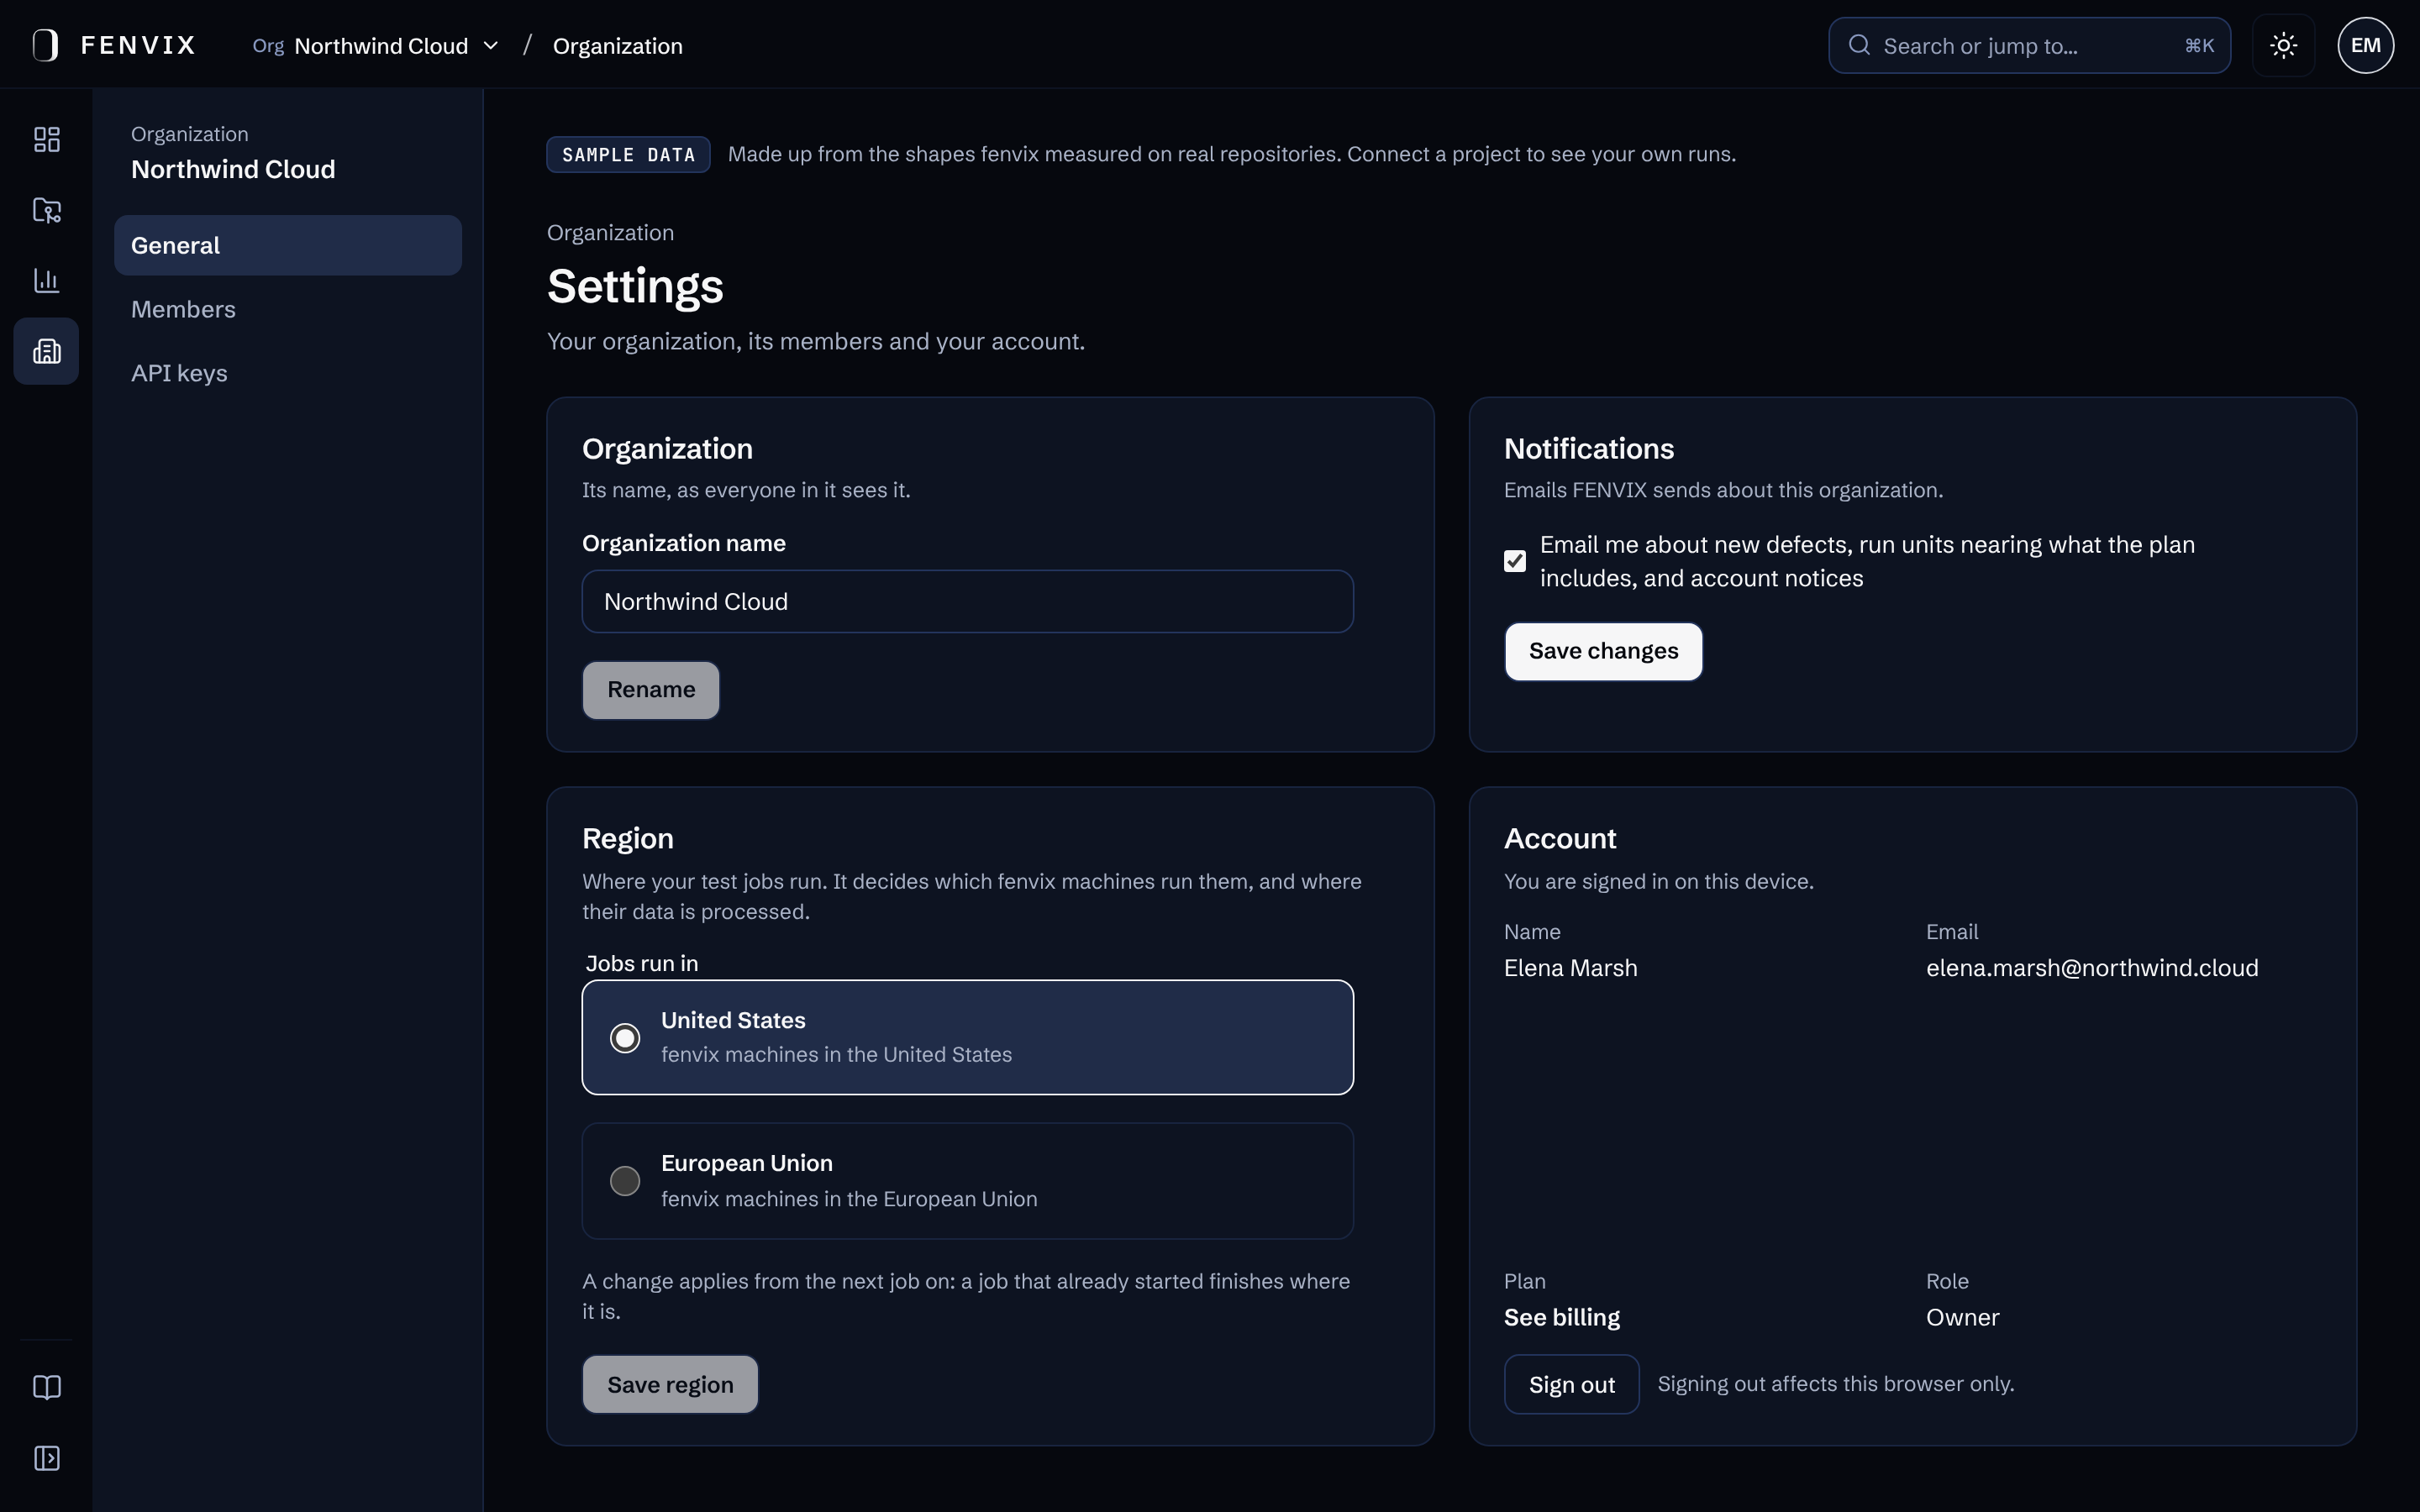 FENVIX
Org Northwind Cloud / Organization
Search or jump to... ⌘K
EM
Organization
Northwind Cloud
General
Members
API keys
SAMPLE DATA Made up from the shapes fenvix measured on real repositories. Connect a project to see your own runs.
Organization
Settings
Your organization, its members and your account.
Organization
Its name, as everyone in it sees it.
Organization name
Northwind Cloud
Rename
Notifications
Emails FENVIX sends about this organization.
Email me about new defects, run units nearing what the plan
includes, and account notices
Save changes
Region
Where your test jobs run. It decides which fenvix machines run them, and where
their data is processed.
Jobs run in
United States
fenvix machines in the United States
European Union
fenvix machines in the European Union
A change applies from the next job on: a job that already started finishes where
it is.
Save region
Account
You are signed in on this device.
Name
Elena Marsh
Email
elena.marsh@northwind.cloud
Plan
See billing
Role
Owner
Sign out
Signing out affects this browser only.